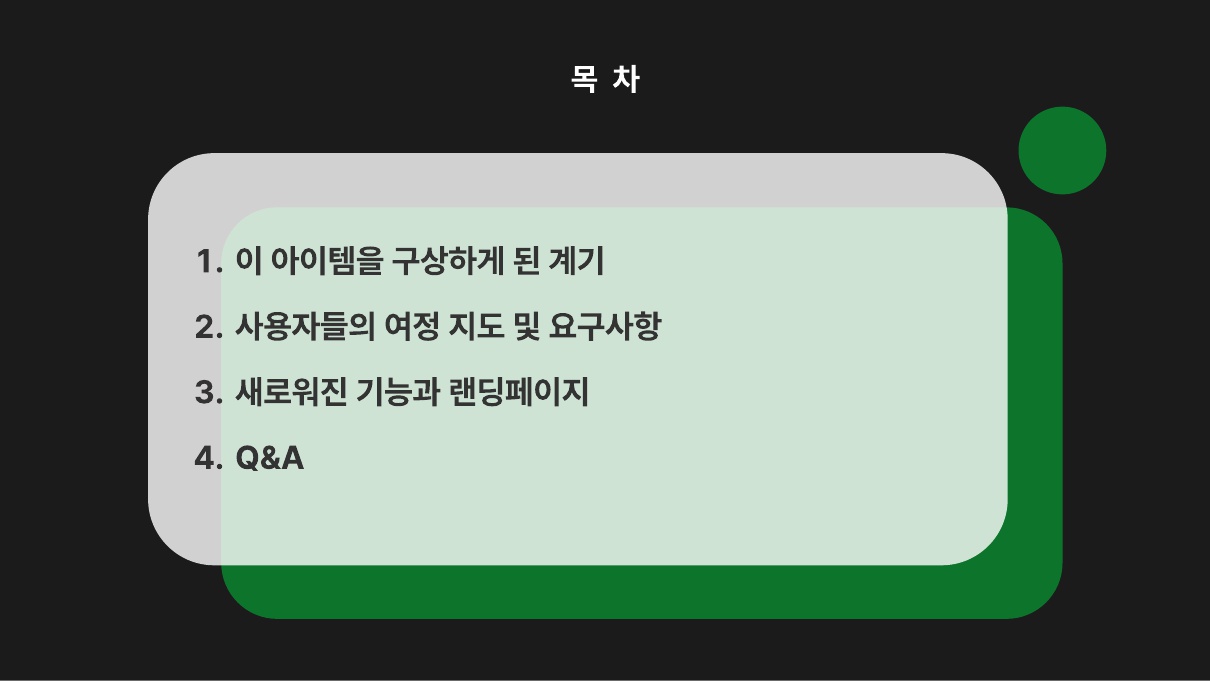 목 차
1. 이 아이템을 구상하게 된 계기
2. 사용자들의 여정 지도 및 요구사항
3. 새로워진 기능과 랜딩페이지
4. Q&A